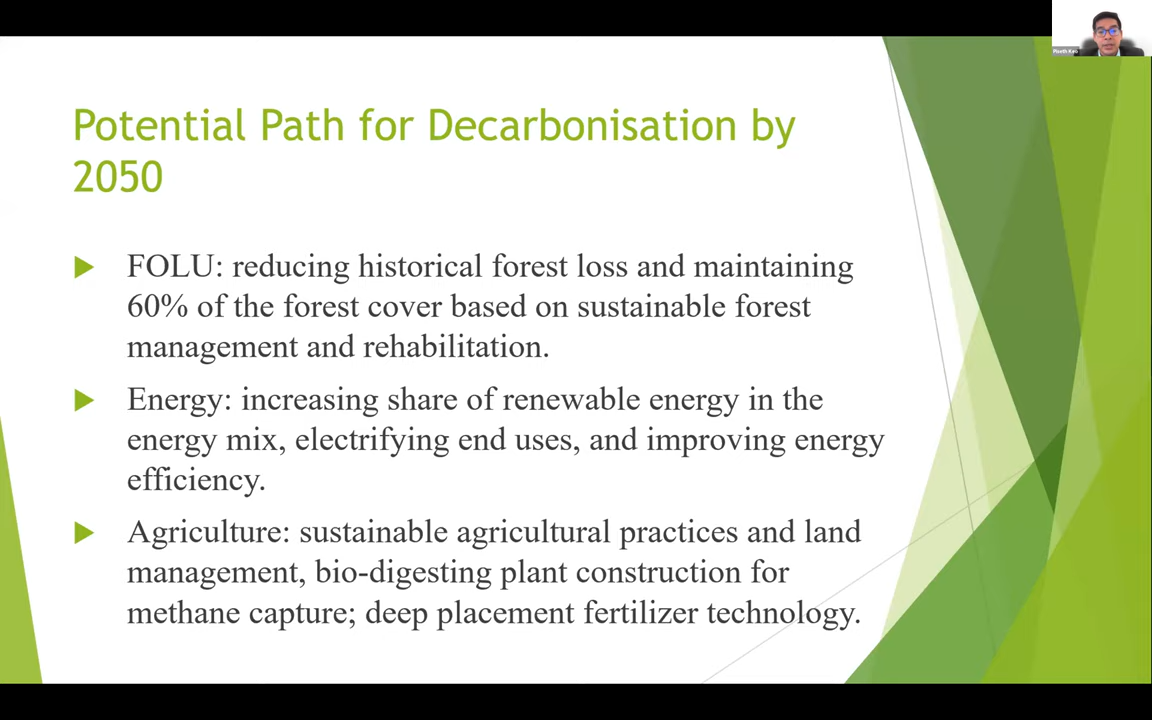 Potential Path for Decarbonisation by
2050
FOLU: reducing historical forest loss and maintaining
60% of the forest cover based on sustainable forest
management and rehabilitation.
Energy: increasing share of renewable energy in the
energy mix, electrifying end uses, and improving energy
efficiency.
Agriculture: sustainable agricultural practices and land
management, bio-digesting plant construction for
methane capture; deep placement fertilizer technology.